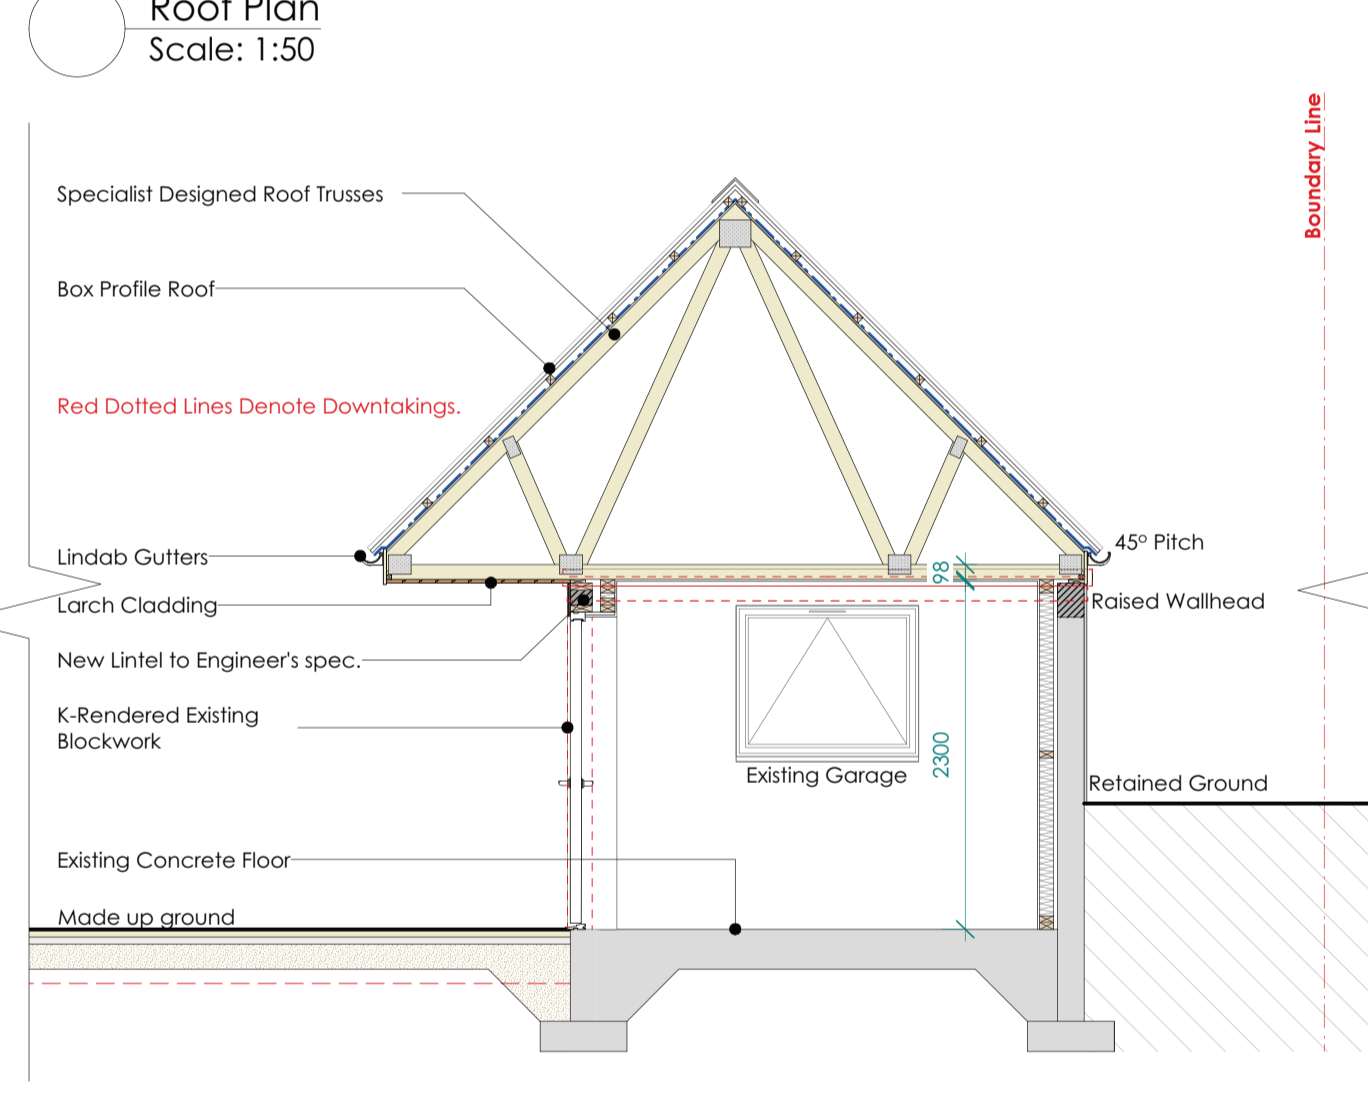 Roof Plan
Scale: 1:50
Boundary Line
Specialist Designed Roof Trusses
Box Profile Roof
Red Dotted Lines Denote Downtakings.
45° Pitch
Lindab Gutters
98
Larch Cladding
Raised Wallhead
New Lintel to Engineer's spec.
K-Rendered Existing
Blockwork
2300
Existing Garage
Retained Ground
Existing Concrete Floor
Made up ground